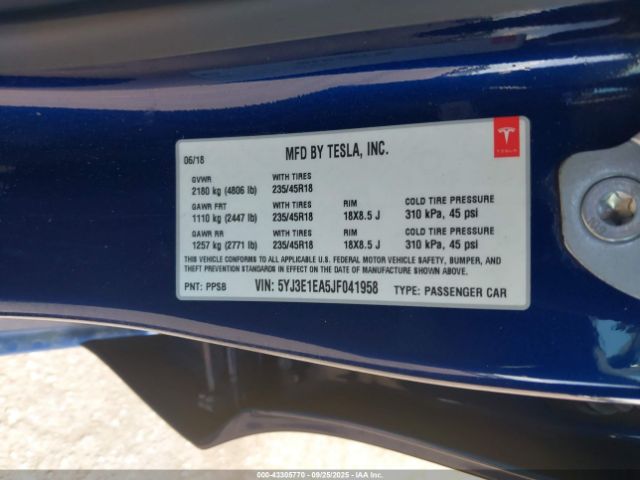 06/18 MFD BY TESLA, INC.
TESLA
GVWR WITH TIRES
2180 kg (4806 lb) 235/45R18
GAWR FRT WITH TIRES RIM COLD TIRE PRESSURE
1110 kg (2447 lb) 235/45R18 18X8.5 J 310 kPa, 45 psi
GAWR RR WITH TIRES RIM COLD TIRE PRESSURE
1257 kg (2771 lb) 235/45R18 18X8.5 J 310 kPa, 45 psi
THIS VEHICLE CONFORMS TO ALL APPLICABLE U.S. FEDERAL MOTOR VEHICLE SAFETY, BUMPER, AND
THEFT PREVENTION STANDARDS IN EFFECT ON THE DATE OF MANUFACTURE SHOWN ABOVE.
PNT: PPSB VIN: 5YJ3E1EA5JF041958 TYPE: PASSENGER CAR
000-43305770 - 09/25/2025 - IAAI.COM